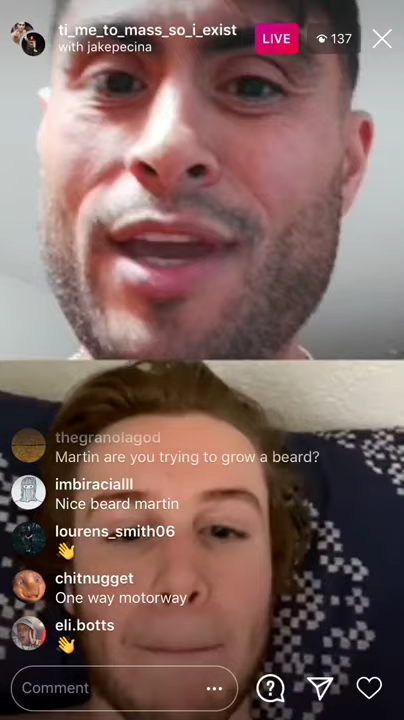 ti_me_to_mass_so_i_exist
with jakepecina
LIVE
137
thegranolagod
Martin are you trying to grow a beard?
imbiracialll
Nice beard martin
lourens_smith06
👋
chitnugget
One way motorway
eli.botts
👋
Comment